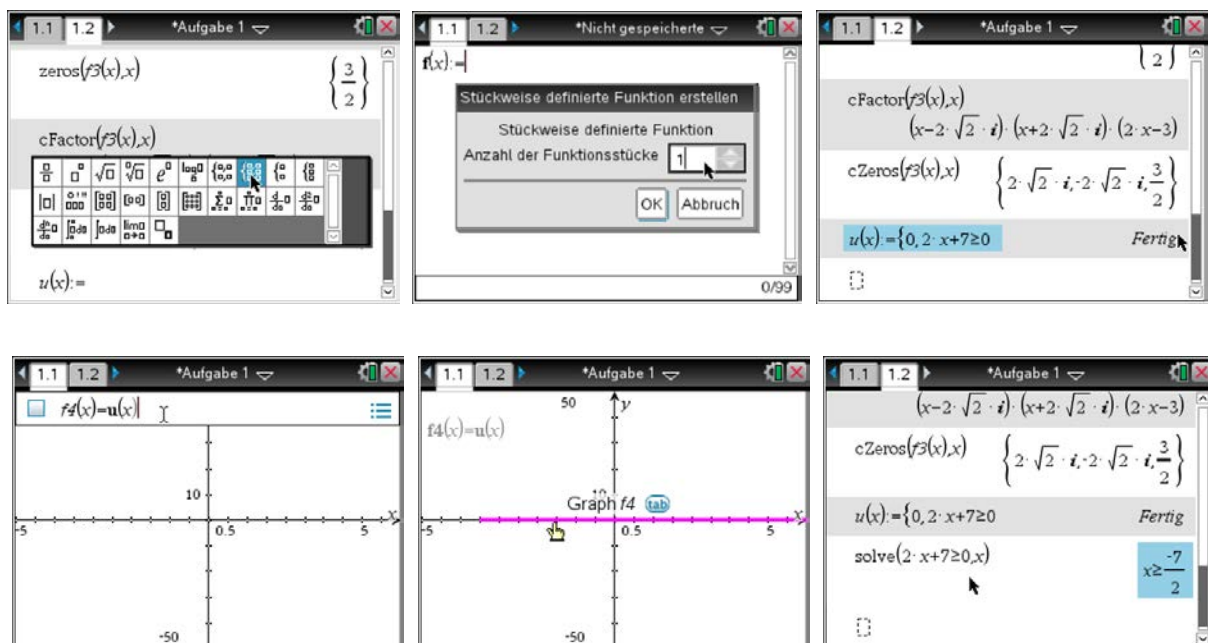 1.1 1.2 *Aufgabe 1
zeros(f3(x),x) {3/2}
cFactor(f3(x),x)
u(x):=
1.1 1.2 *Nicht gespeicherte
f(x):=
Stückweise definierte Funktion erstellen
Stückweise definierte Funktion
Anzahl der Funktionsstücke 1
OK Abbruch
0/99
1.1 1.2 *Aufgabe 1
2}
cFactor(f3(x),x)
(x-2·√2·i)·(x+2·√2·i)·(2·x-3)
cZeros(f3(x),x) {2·√2·i,-2·√2·i,3/2}
u(x):={0,2·x+7≥0 Fertig
1.1 1.2 *Aufgabe 1
f4(x)=u(x)
10
x
-5 0.5 5
-50
1.1 1.2 *Aufgabe 1
50 y
f4(x)=u(x)
10
Graph f4 tab
x
-5 0.5 5
-50
1.1 1.2 *Aufgabe 1
(x-2·√2·i)·(x+2·√2·i)·(2·x-3)
cZeros(f3(x),x) {2·√2·i,-2·√2·i,3/2}
u(x):={0,2·x+7≥0 Fertig
solve(2·x+7≥0,x) x≥-7/2